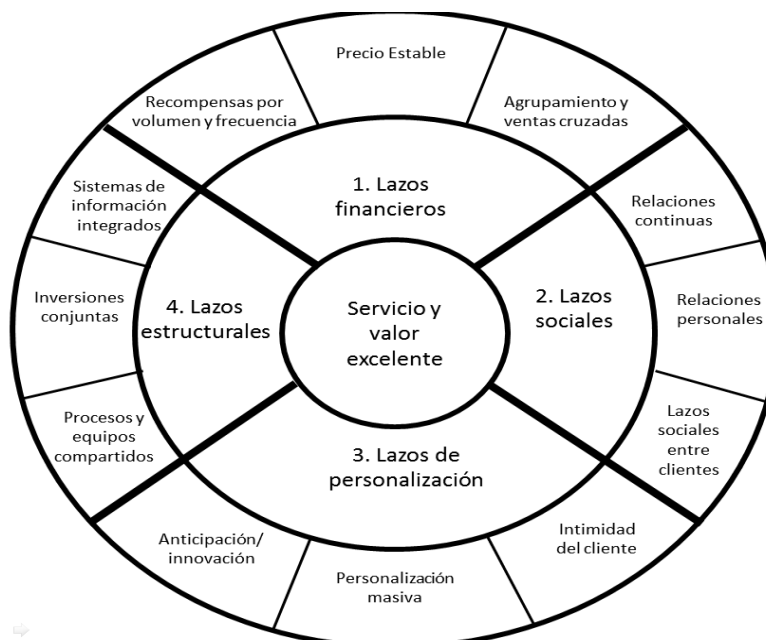 Precio Estable
Recompensas por
volumen y frecuencia
Agrupamiento y
ventas cruzadas
1. Lazos
financieros
Sistemas de
información
integrados
Relaciones
continuas
Inversiones
conjuntas
4. Lazos
estructurales
Servicio y
valor
excelente
2. Lazos
sociales
Relaciones
personales
Procesos y
equipos
compartidos
Lazos
sociales
entre
clientes
3. Lazos de
personalización
Anticipación/
innovación
Personalización
masiva
Intimidad
del cliente